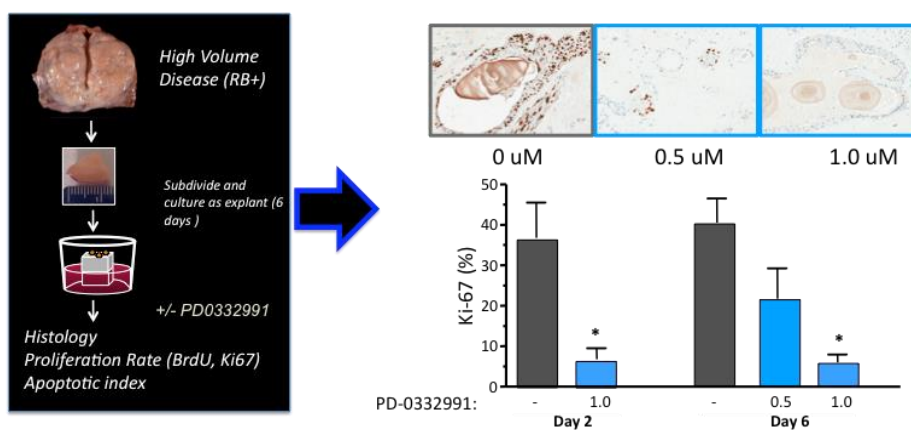 High Volume
Disease (RB+)
Subdivide and
culture as explant (6
days )
+/- PD0332991
Histology
Proliferation Rate (BrdU, Ki67)
Apoptotic index
0 uM 0.5 uM 1.0 uM
50
40
30
20
10
0
Ki-67 (%)
* *
PD-0332991: - 1.0 - 0.5 1.0
Day 2 Day 6